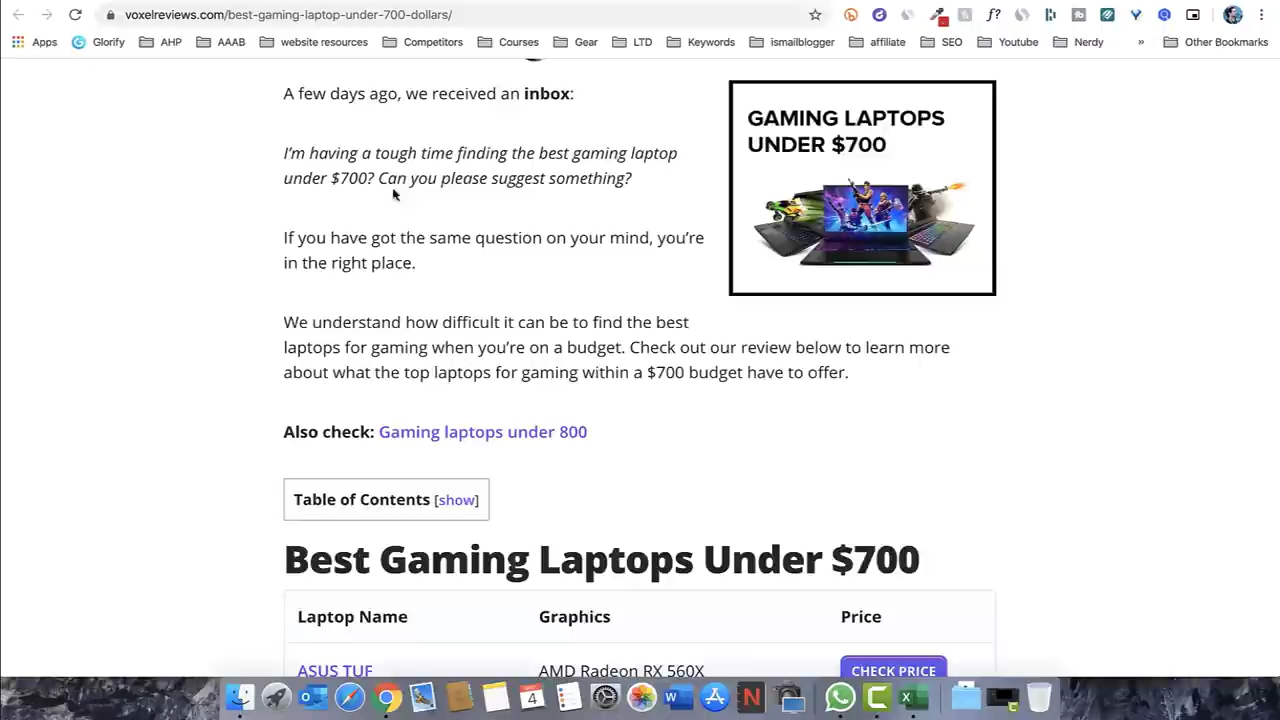 voxelreviews.com/best-gaming-laptop-under-700-dollars/
Apps Glorify AHP AAAB website resources Competitors Courses Gear LTD Keywords ismailblogger affiliate SEO Youtube Nerdy » Other Bookmarks
A few days ago, we received an inbox:
I'm having a tough time finding the best gaming laptop
under $700? Can you please suggest something?
If you have got the same question on your mind, you're
in the right place.
GAMING LAPTOPS
UNDER $700
We understand how difficult it can be to find the best
laptops for gaming when you're on a budget. Check out our review below to learn more
about what the top laptops for gaming within a $700 budget have to offer.
Also check: Gaming laptops under 800
Table of Contents [show]
Best Gaming Laptops Under $700
Laptop Name Graphics Price
ASUS TUF AMD Radeon RX 560X CHECK PRICE
4